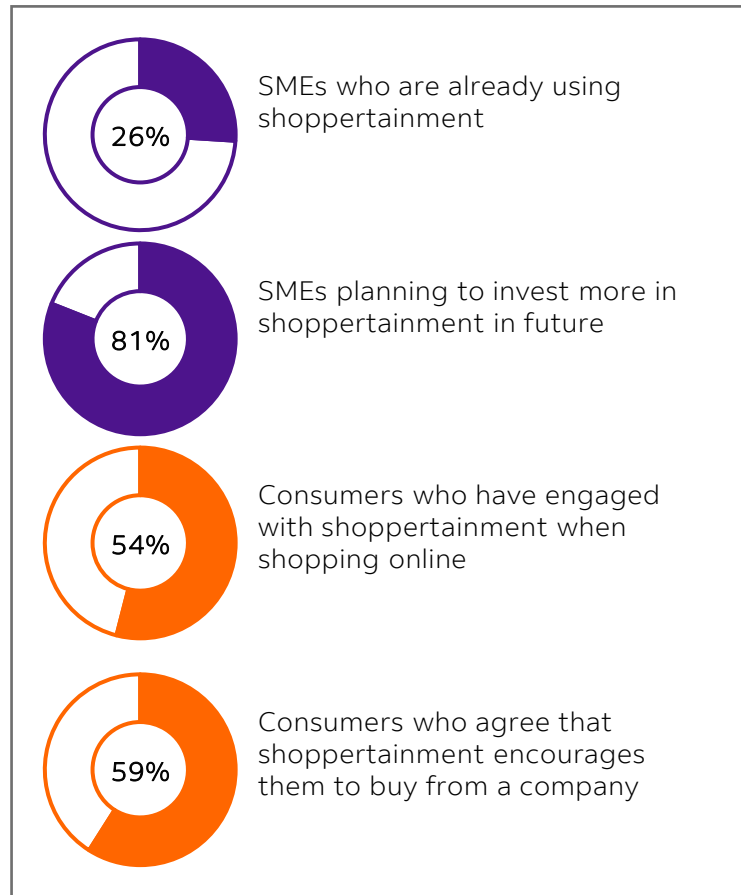 26%
SMEs who are already using
shoppertainment
81%
SMEs planning to invest more in
shoppertainment in future
54%
Consumers who have engaged
with shoppertainment when
shopping online
59%
Consumers who agree that
shoppertainment encourages
them to buy from a company